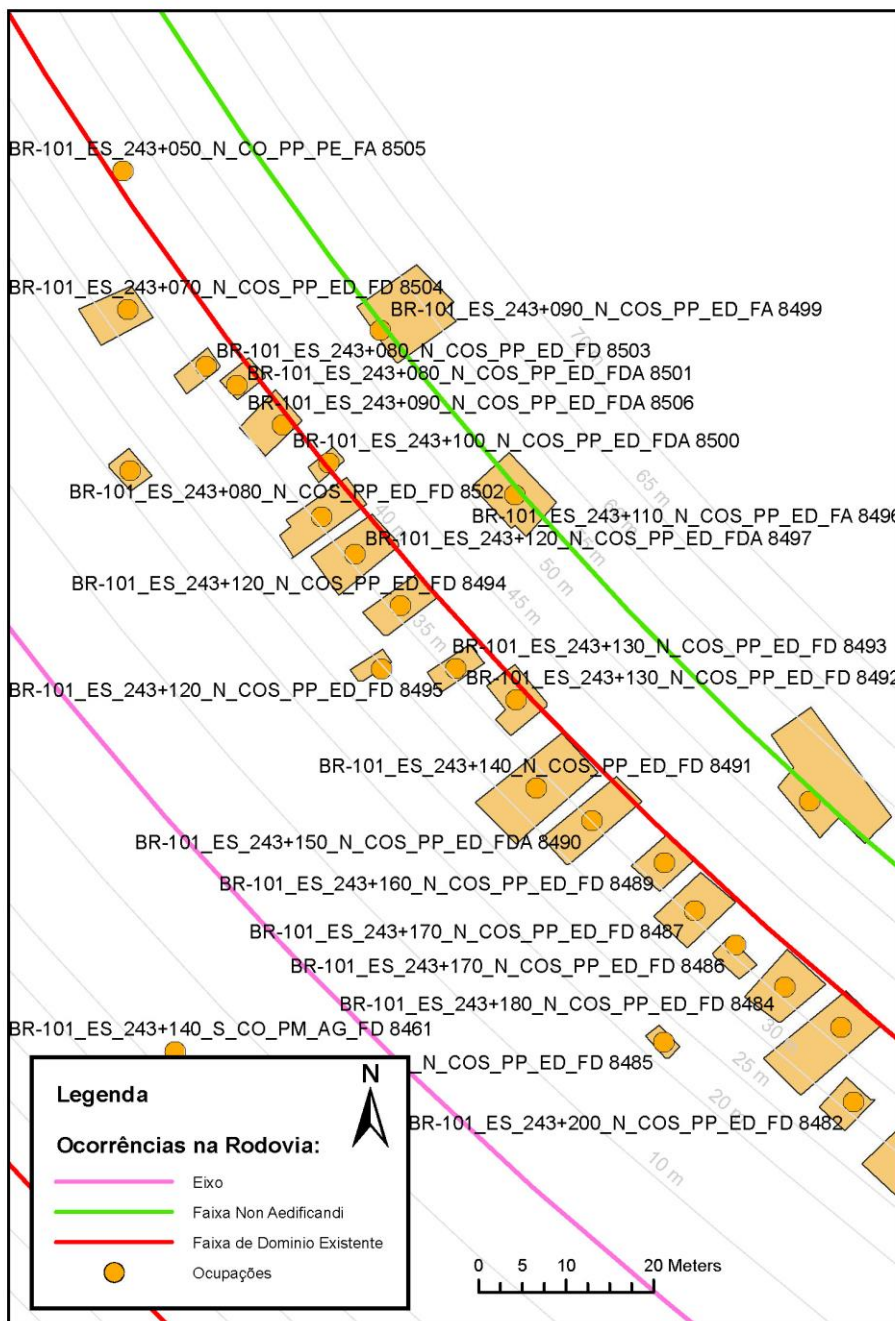 BR-101_ES_243+050_N_CO_PP_PE_FA 8505
BR-101_ES_243+070_N_COS_PP_ED_FD 8504
BR-101_ES_243+090_N_COS_PP_ED_FA 8499
70 m
BR-101_ES_243+080_N_COS_PP_ED_FD 8503
BR-101_ES_243+080_N_COS_PP_ED_FDA 8501
BR-101_ES_243+090_N_COS_PP_ED_FDA 8506
BR-101_ES_243+100_N_COS_PP_ED_FDA 8500
65 m
BR-101_ES_243+080_N_COS_PP_ED_FD 8502
40 m
BR-101_ES_243+110_N_COS_PP_ED_FA 8496
BR-101_ES_243+120_N_COS_PP_ED_FDA 8497
50 m
BR-101_ES_243+120_N_COS_PP_ED_FD 8494
45 m
35 m
BR-101_ES_243+130_N_COS_PP_ED_FD 8493
BR-101_ES_243+130_N_COS_PP_ED_FD 8492
BR-101_ES_243+120_N_COS_PP_ED_FD 8495
BR-101_ES_243+140_N_COS_PP_ED_FD 8491
BR-101_ES_243+150_N_COS_PP_ED_FDA 8490
BR-101_ES_243+160_N_COS_PP_ED_FD 8489
BR-101_ES_243+170_N_COS_PP_ED_FD 8487
BR-101_ES_243+170_N_COS_PP_ED_FD 8486
BR-101_ES_243+180_N_COS_PP_ED_FD 8484
BR-101_ES_243+140_S_CO_PM_AG_FD 8461
30
_N_COS_PP_ED_FD 8485
25 m
20 m
BR-101_ES_243+200_N_COS_PP_ED_FD 8482
10 m
N
Legenda
Ocorrências na Rodovia:
Eixo
Faixa Non Aedificandi
Faixa de Dominio Existente
Ocupações
0 5 10 20 Meters